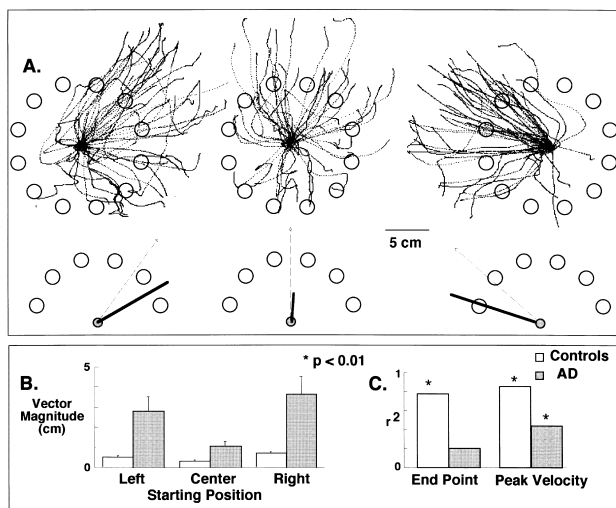 A.
5 cm
B.
5
* p < 0.01
Vector
Magnitude
(cm)
0
Left Center Right
Starting Position
C.
Controls
AD
1
r2
0
* * *
End Point Peak Velocity